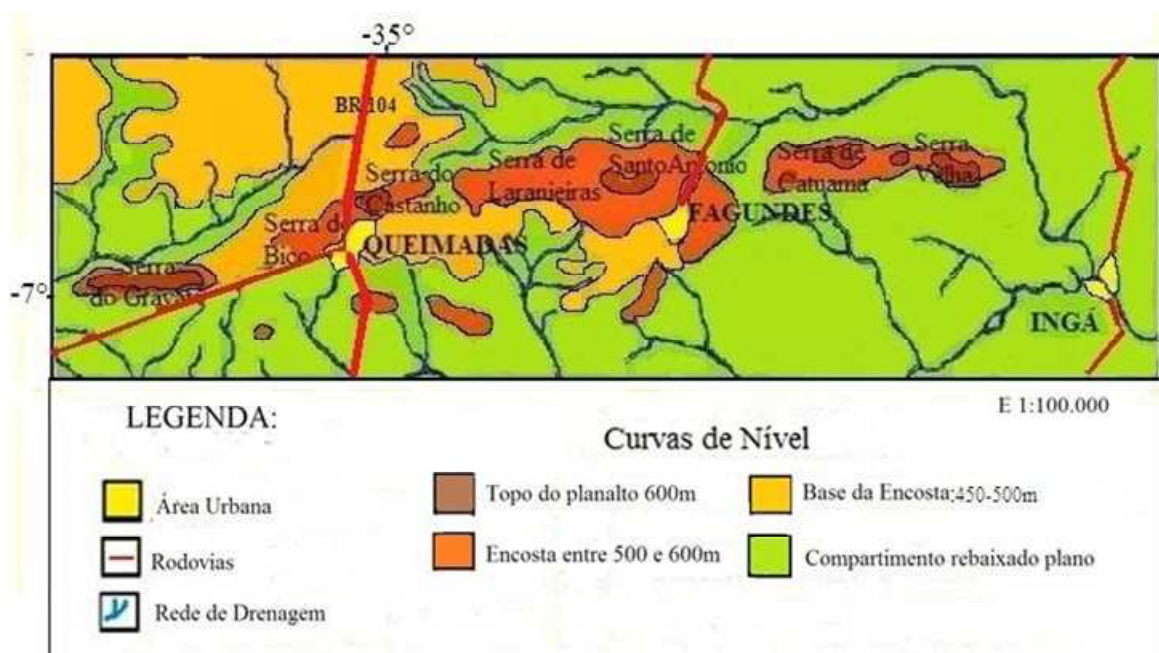 -35°
BR 104
Serra de
Santo Antonio
Serra de
Catuama
Serra
Velha
Serra do
Castanho
Serra de
Laranjeiras
FAGUNDES
Serra de
Bico
QUEIMADAS
Serra
do Gravatá
-7°
INGÁ
E 1:100.000
LEGENDA:
Curvas de Nível
Área Urbana
Topo do planalto 600m
Base da Encosta:450-500m
Rodovias
Encosta entre 500 e 600m
Compartimento rebaixado plano
Rede de Drenagem